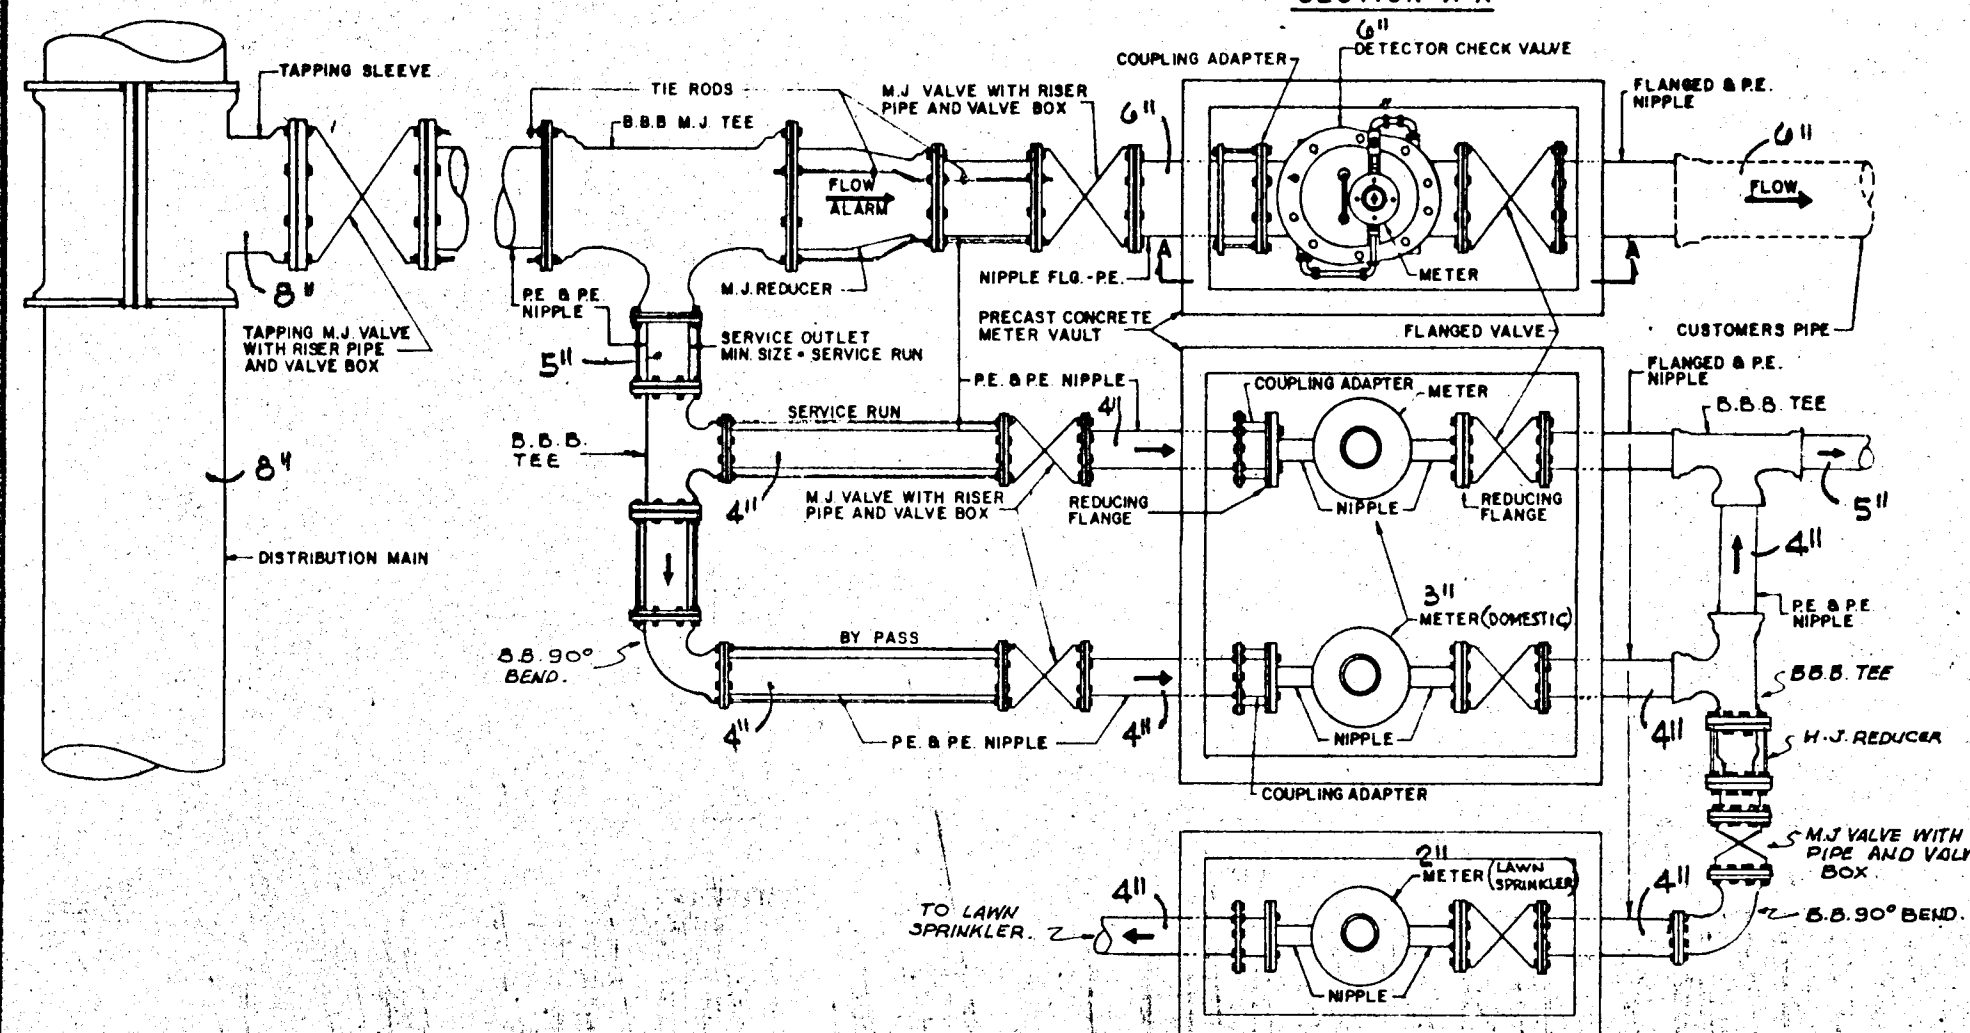 SECTION A-A
TAPPING SLEEVE
TIE RODS
B.B.B M.J. TEE
M.J. VALVE WITH RISER
PIPE AND VALVE BOX
6"
COUPLING ADAPTER
6"
DETECTOR CHECK VALVE
FLANGED & P.E.
NIPPLE
6"
FLOW
FLOW
ALARM
8"
P.E & P.E.
NIPPLE
M.J. REDUCER
NIPPLE FLG.-P.E.
A
METER
A
TAPPING M.J. VALVE
WITH RISER PIPE
AND VALVE BOX
5"
SERVICE OUTLET
MIN. SIZE = SERVICE RUN
PRECAST CONCRETE
METER VAULT
FLANGED VALVE
CUSTOMERS PIPE
FLANGED & P.E.
NIPPLE
P.E. & P.E. NIPPLE
COUPLING ADAPTER
METER
B.B.B. TEE
SERVICE RUN
4"
B.B.B.
TEE
8"
4"
M.J. VALVE WITH RISER
PIPE AND VALVE BOX
REDUCING
FLANGE
NIPPLE
REDUCING
FLANGE
5"
4"
DISTRIBUTION MAIN
3"
METER (DOMESTIC)
P.E & P.E.
NIPPLE
BY PASS
B.B. 90°
BEND.
B.B.B. TEE
4"
P.E. & P.E. NIPPLE
4"
NIPPLE
4"
H.J. REDUCER
COUPLING ADAPTER
M.J VALVE WITH
PIPE AND VALV
BOX.
2"
METER (LAWN
SPRINKLER)
4"
4"
TO LAWN
SPRINKLER.
B.B. 90° BEND.
NIPPLE